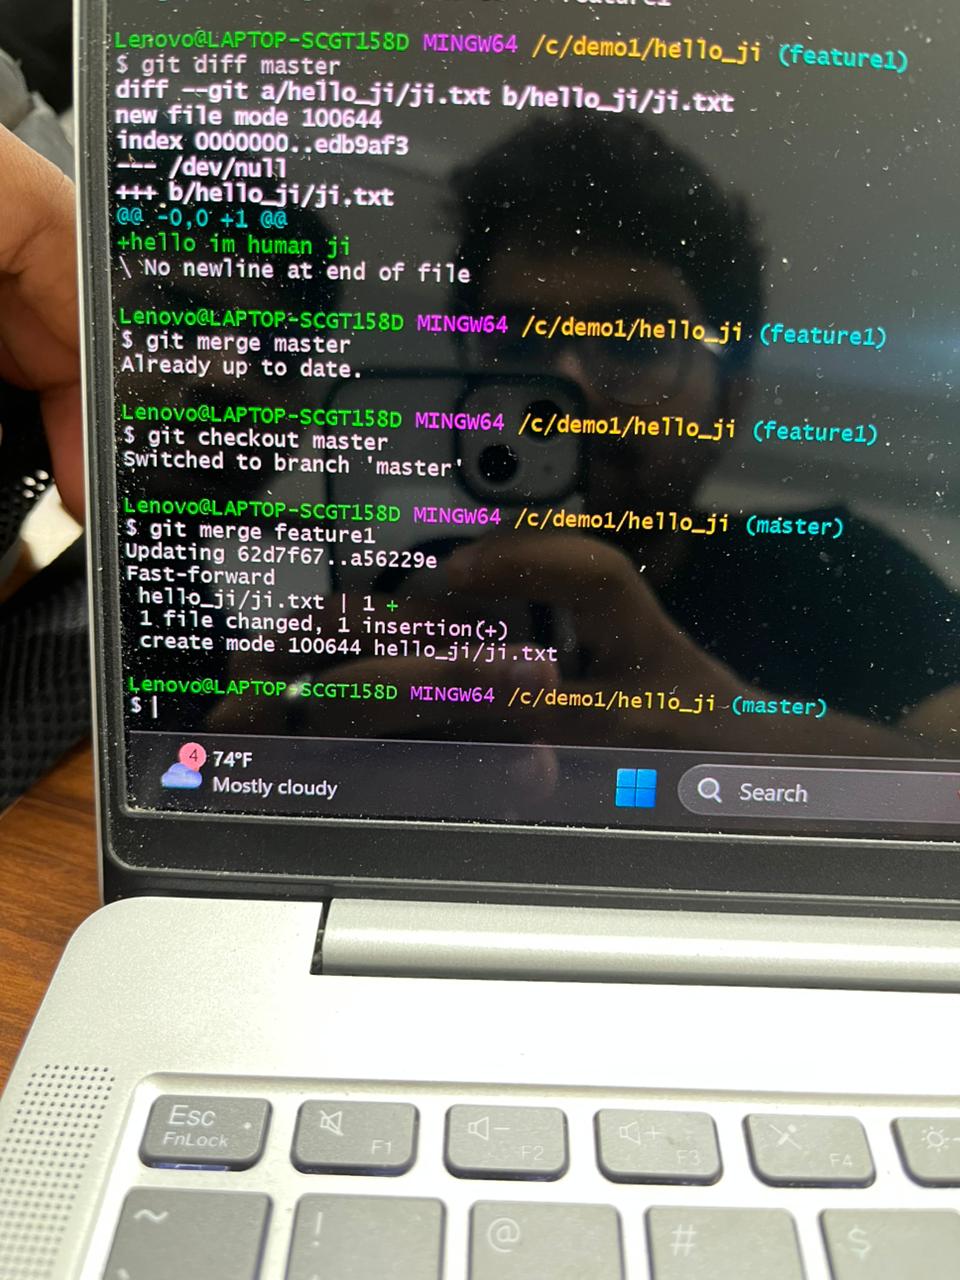 feature1
Lenovo@LAPTOP-SCGT158D MINGW64 /c/demo1/hello_ji (feature1)
$ git diff master
diff --git a/hello_ji/ji.txt b/hello_ji/ji.txt
new file mode 100644
index 0000000..edb9af3
--- /dev/null
+++ b/hello_ji/ji.txt
@@ -0,0 +1 @@
+hello im human ji
\ No newline at end of file
Lenovo@LAPTOP-SCGT158D MINGW64 /c/demo1/hello_ji (feature1)
$ git merge master
Already up to date.
Lenovo@LAPTOP-SCGT158D MINGW64 /c/demo1/hello_ji (feature1)
$ git checkout master
Switched to branch 'master'
Lenovo@LAPTOP-SCGT158D MINGW64 /c/demo1/hello_ji (master)
$ git merge feature1
Updating 62d7f67..a56229e
Fast-forward
hello_ji/ji.txt | 1 +
1 file changed, 1 insertion(+)
create mode 100644 hello_ji/ji.txt
Lenovo@LAPTOP-SCGT158D MINGW64 /c/demo1/hello_ji (master)
$
4
74°F
Mostly cloudy
Search
Esc
FnLock
F1
F2
F3
F4
~
!
@
#
$